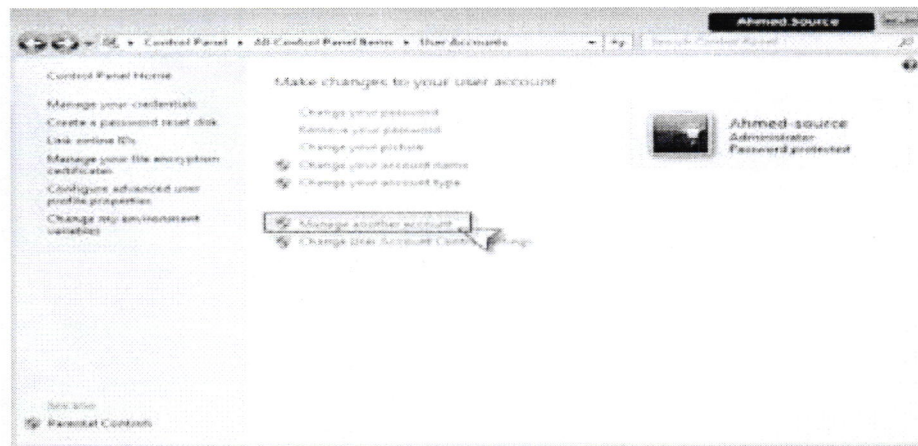 Ahmed-Source
Control Panel ▸ All Control Panel Items ▸ User Accounts
Search Control Panel
Control Panel Home
Manage your credentials
Create a password reset disk
Link online IDs
Manage your file encryption
certificates
Configure advanced user
profile properties
Change my environment
variables
See also
Parental Controls
Make changes to your user account
Change your password
Remove your password
Change your picture
Change your account name
Change your account type
Manage another account
Change User Account Control
Ahmed-source
Administrator
Password protected